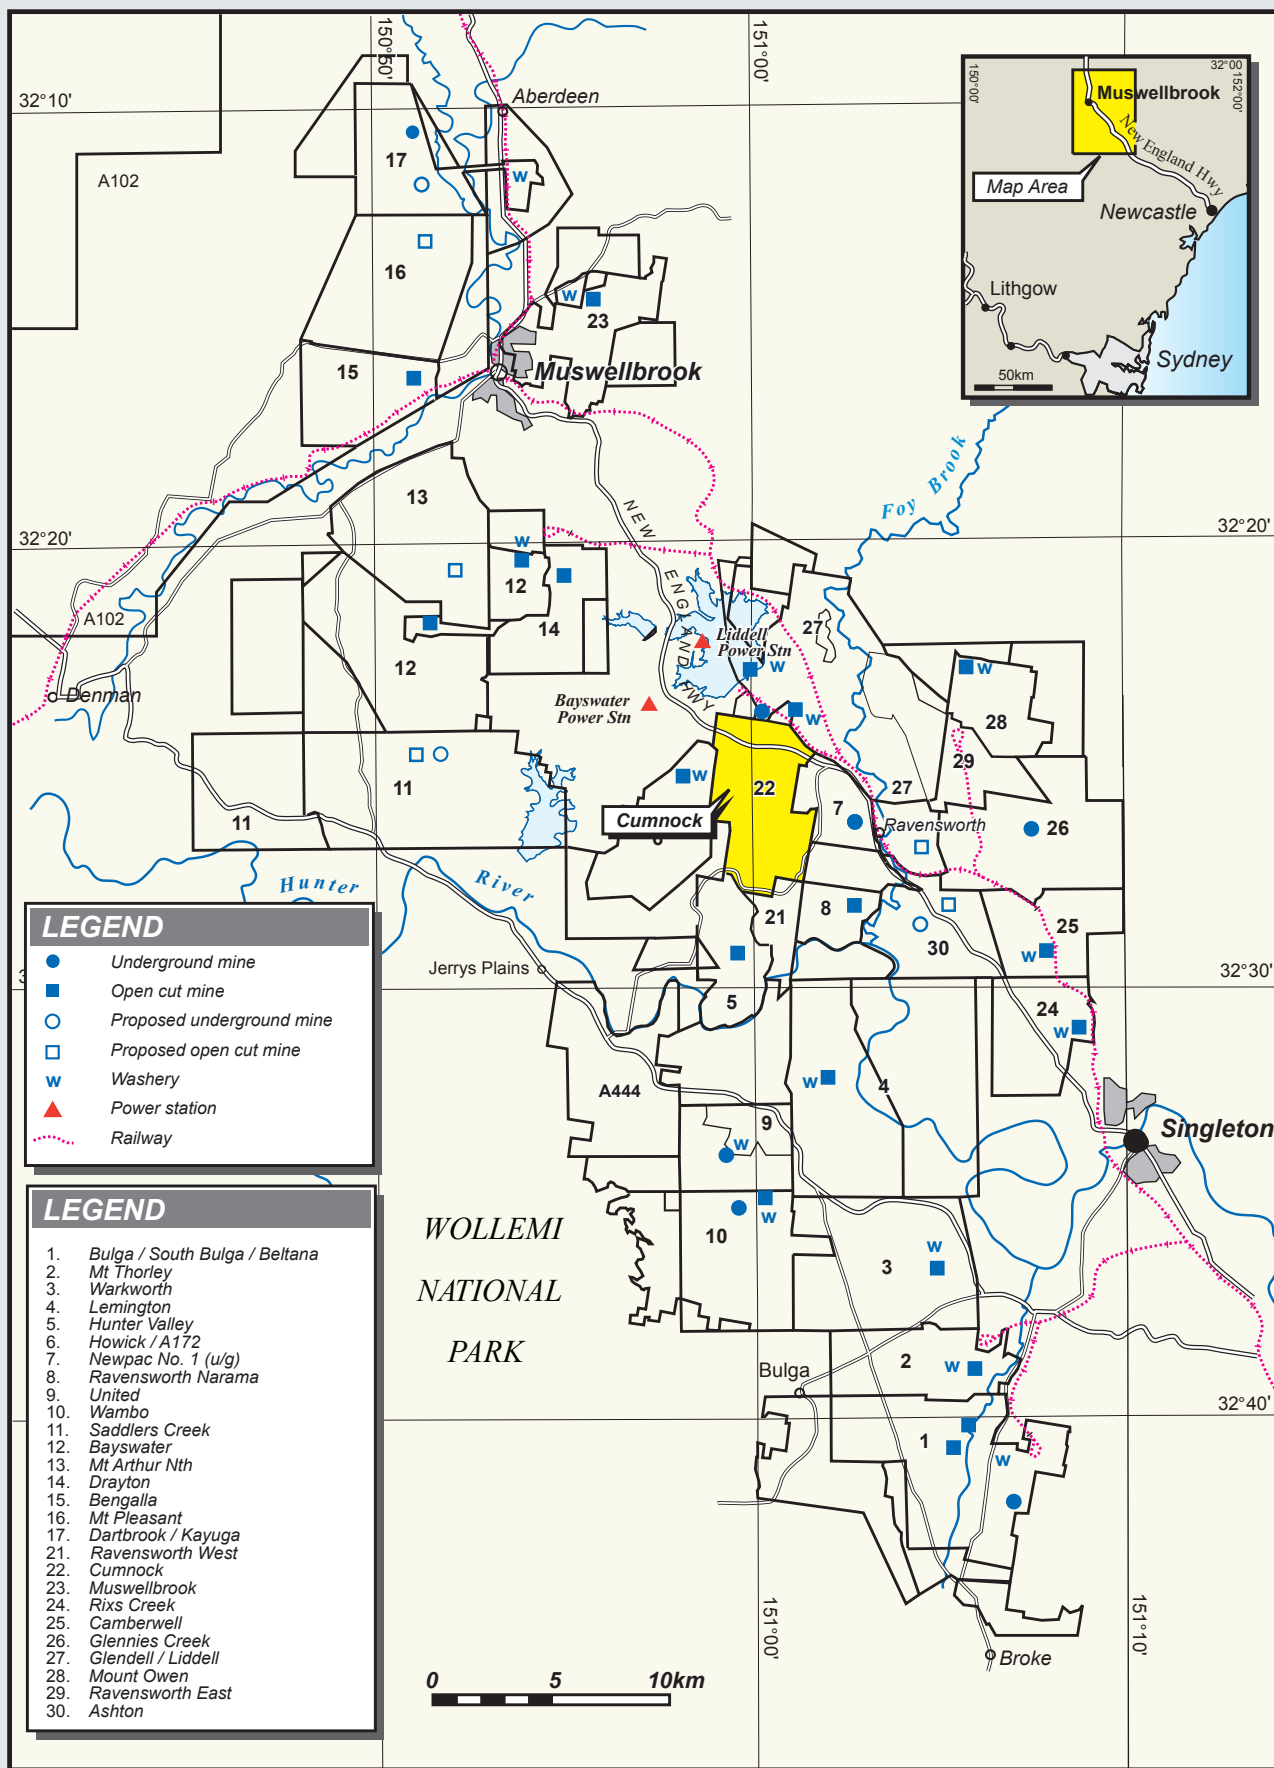 150°50'
151°00'
32°10'
Aberdeen
A102
17
W
16
W
23
15
Muswellbrook
150°00'
32°00
152°00'
Muswellbrook
New England Hwy
Map Area
Newcastle
Lithgow
Sydney
50km
Foy Brook
13
NEW ENGLAND HWY
32°20'
32°20'
W
12
14
A102
12
27
Liddell
Power Stn
W
Denman
Bayswater
Power Stn
W
W
28
29
11
W
22
27
11
Cumnock
7
Ravensworth
26
Hunter River
21
8
30
25
W
Jerrys Plains
32°30'
5
24
W
A444
W
4
9
W
Singleton
WOLLEMI
NATIONAL
PARK
10
W
W
3
2
W
Bulga
32°40'
1
W
151°00'
151°10'
Broke
0 5 10km
LEGEND
Underground mine
Open cut mine
Proposed underground mine
Proposed open cut mine
W Washery
Power station
Railway
LEGEND
1. Bulga / South Bulga / Beltana
2. Mt Thorley
3. Warkworth
4. Lemington
5. Hunter Valley
6. Howick / A172
7. Newpac No. 1 (u/g)
8. Ravensworth Narama
9. United
10. Wambo
11. Saddlers Creek
12. Bayswater
13. Mt Arthur Nth
14. Drayton
15. Bengalla
16. Mt Pleasant
17. Dartbrook / Kayuga
21. Ravensworth West
22. Cumnock
23. Muswellbrook
24. Rixs Creek
25. Camberwell
26. Glennies Creek
27. Glendell / Liddell
28. Mount Owen
29. Ravensworth East
30. Ashton